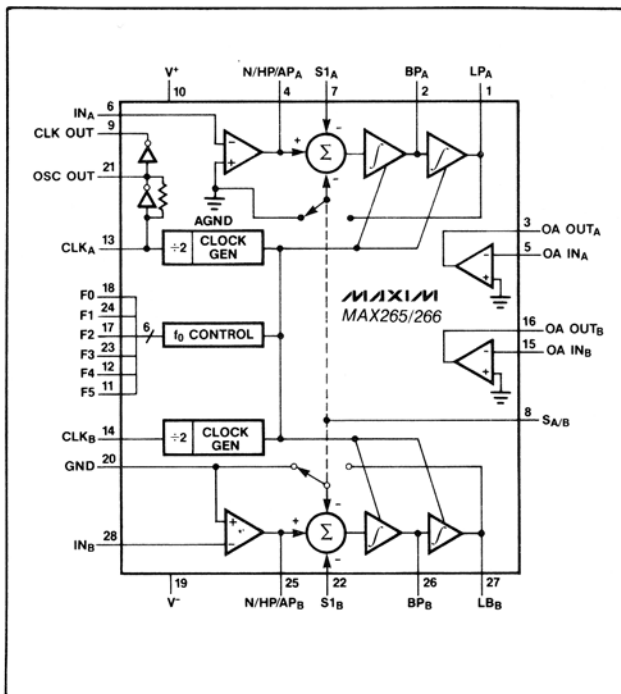 V+ N/HP/APA S1A BPA LPA
10 4 7 2 1
INA 6
CLK OUT 9
OSC OUT 21
AGND
CLKA 13 ÷2 CLOCK GEN
+ − Σ −
∫ ∫
3 OA OUTA
5 OA INA
MAXIM
MAX265/266
F0 18
F1 24
F2 17 6 f0 CONTROL
F3 23
F4 12
F5 11
16 OA OUTB
15 OA INB
8 SA/B
CLKB 14 ÷2 CLOCK GEN
GND 20
INB 28
+ − Σ −
∫ ∫
19 25 22 26 27
V− N/HP/APB S1B BPB LBB